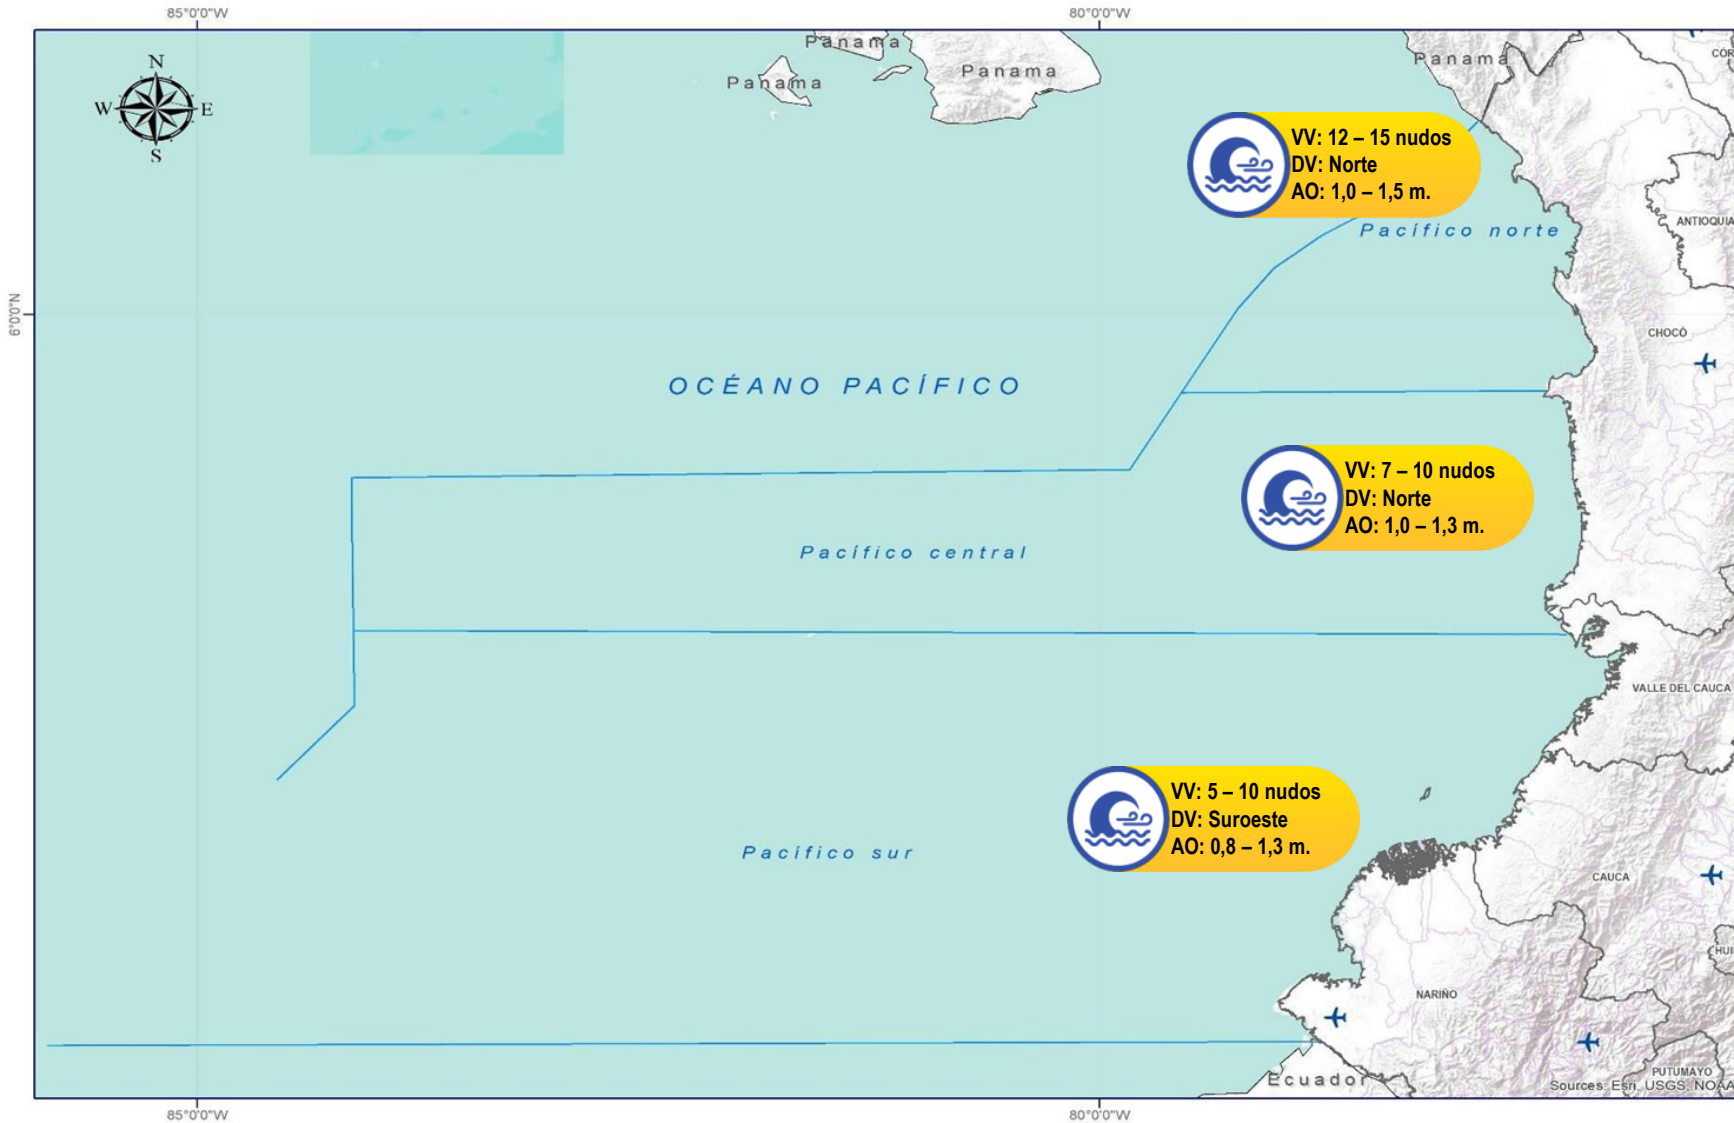 85°0'0"W
80°0'0"W
Panama
Panama
Panama
Panama
CÓR
N
W
E
S
VV: 12 – 15 nudos
DV: Norte
AO: 1,0 – 1,5 m.
Pacífico norte
ANTIOQUIA
6°0'0"N
CHOCÓ
OCÉANO PACÍFICO
VV: 7 – 10 nudos
DV: Norte
AO: 1,0 – 1,3 m.
Pacífico central
VALLE DEL CAUCA
VV: 5 – 10 nudos
DV: Suroeste
AO: 0,8 – 1,3 m.
Pacífico sur
CAUCA
HUI
NARIÑO
PUTUMAYO
Ecuador
Sources: Esri, USGS, NOAA
85°0'0"W
80°0'0"W